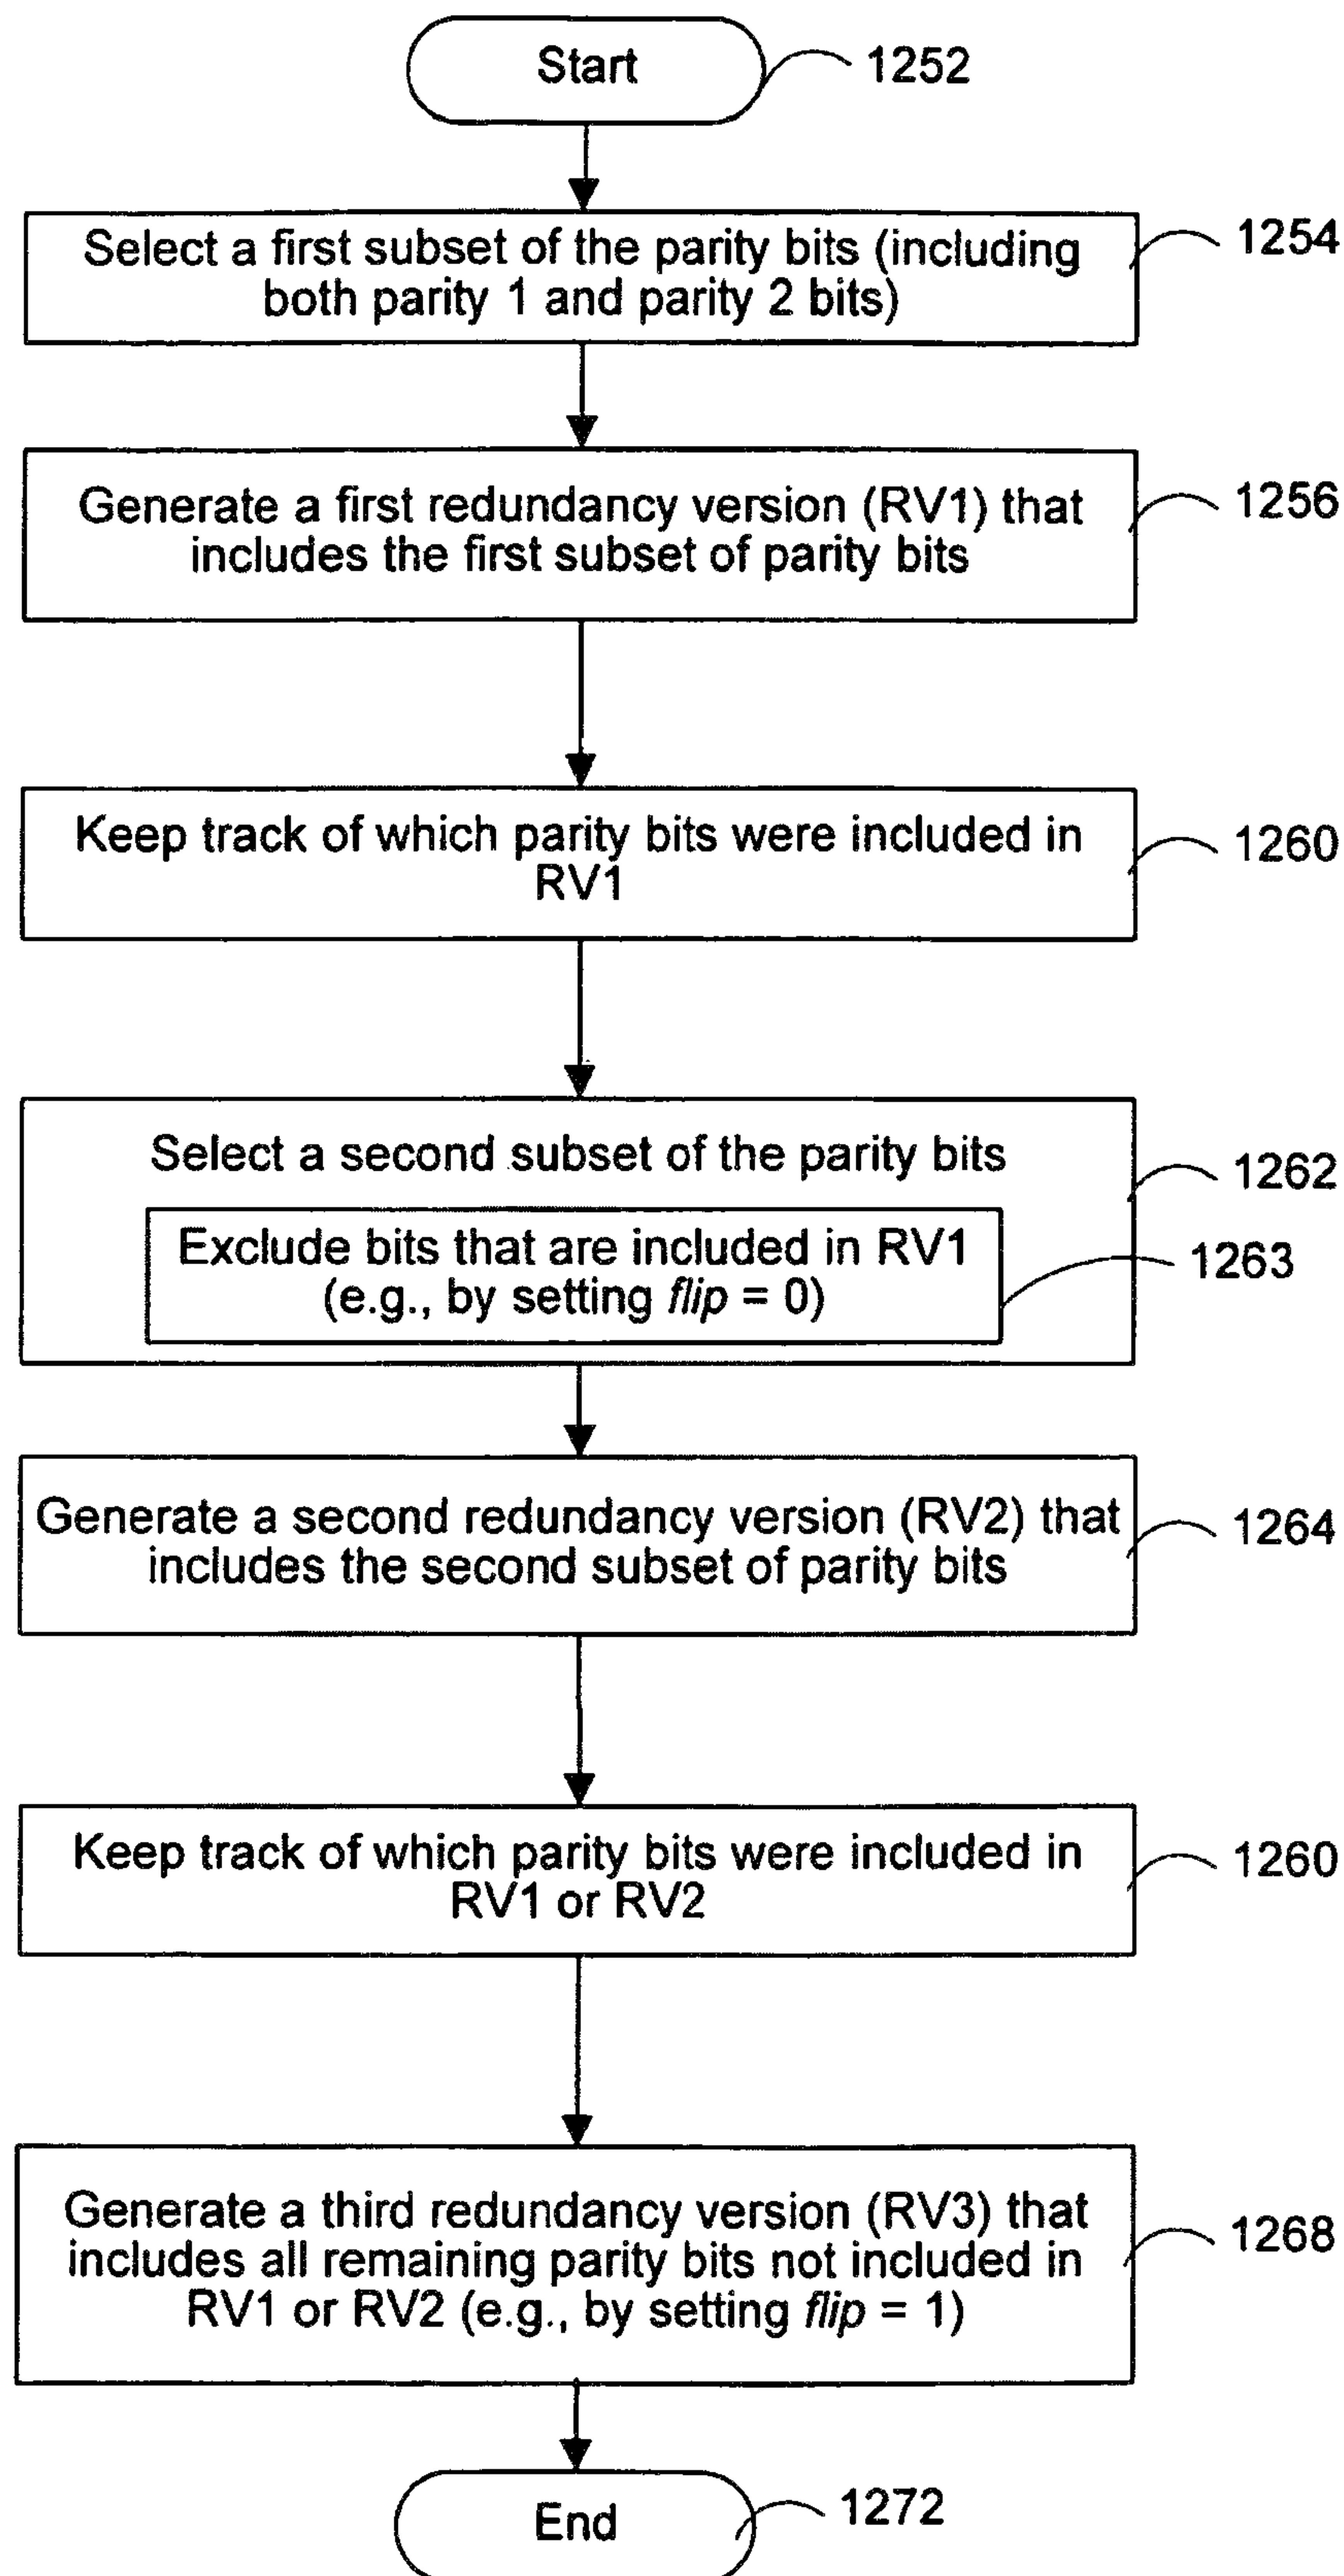 Start
1252
Select a first subset of the parity bits (including
both parity 1 and parity 2 bits)
1254
Generate a first redundancy version (RV1) that
includes the first subset of parity bits
1256
Keep track of which parity bits were included in
RV1
1260
Select a second subset of the parity bits
1262
Exclude bits that are included in RV1
(e.g., by setting flip = 0)
1263
Generate a second redundancy version (RV2) that
includes the second subset of parity bits
1264
Keep track of which parity bits were included in
RV1 or RV2
1260
Generate a third redundancy version (RV3) that
includes all remaining parity bits not included in
RV1 or RV2 (e.g., by setting flip = 1)
1268
End
1272